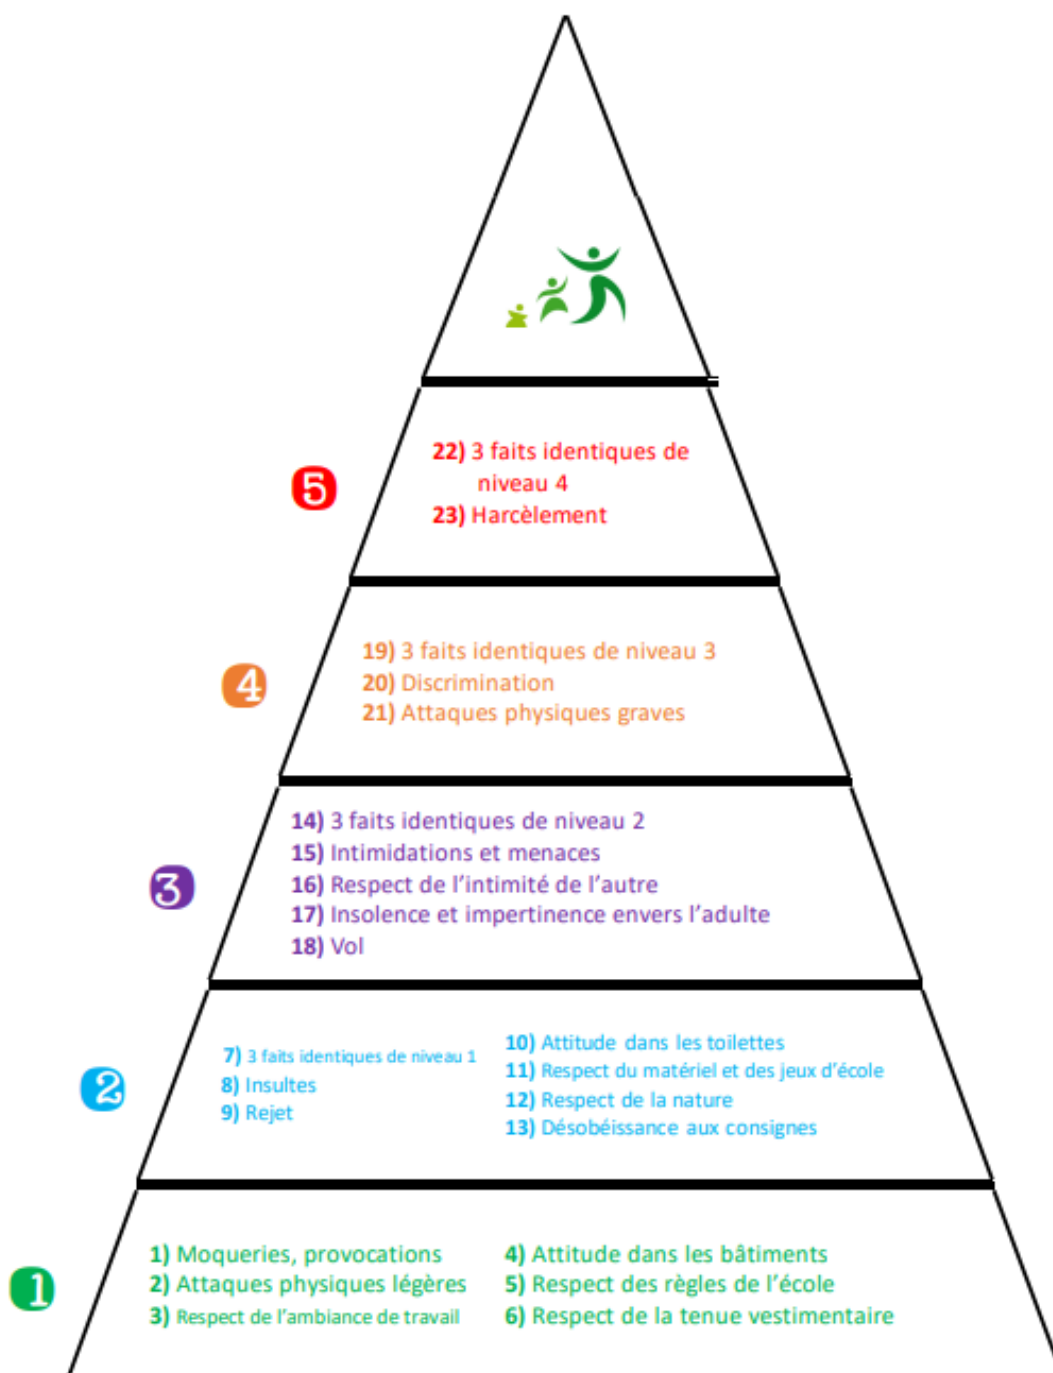 5
22) 3 faits identiques de
niveau 4
23) Harcèlement
4
19) 3 faits identiques de niveau 3
20) Discrimination
21) Attaques physiques graves
3
14) 3 faits identiques de niveau 2
15) Intimidations et menaces
16) Respect de l'intimité de l'autre
17) Insolence et impertinence envers l'adulte
18) Vol
2
7) 3 faits identiques de niveau 1
8) Insultes
9) Rejet
10) Attitude dans les toilettes
11) Respect du matériel et des jeux d'école
12) Respect de la nature
13) Désobéissance aux consignes
1
1) Moqueries, provocations
2) Attaques physiques légères
3) Respect de l'ambiance de travail
4) Attitude dans les bâtiments
5) Respect des règles de l'école
6) Respect de la tenue vestimentaire